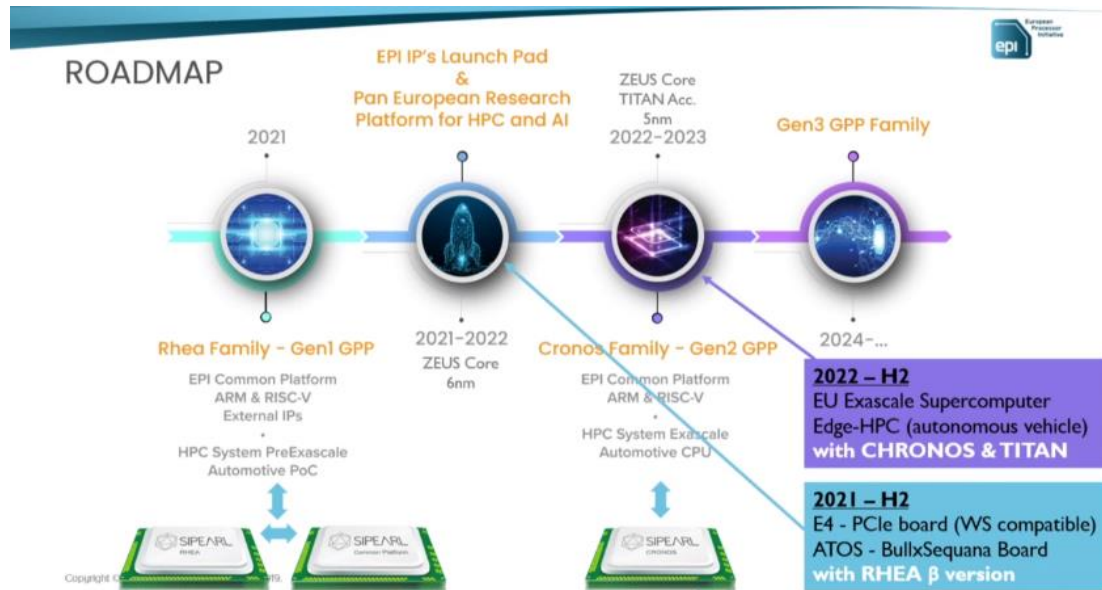 European
Processor
Initiative
epi
ROADMAP
2021
EPI IP's Launch Pad
&
Pan European Research
Platform for HPC and AI
ZEUS Core
TITAN Acc.
5nm
2022-2023
Gen3 GPP Family
Rhea Family - Gen1 GPP
EPI Common Platform
ARM & RISC-V
External IPs
•
HPC System PreExascale
Automotive PoC
2021-2022
ZEUS Core
6nm
Cronos Family - Gen2 GPP
EPI Common Platform
ARM & RISC-V
•
HPC System Exascale
Automotive CPU
2024-...
2022 – H2
EU Exascale Supercomputer
Edge-HPC (autonomous vehicle)
with CHRONOS & TITAN
2021 – H2
E4 - PCIe board (WS compatible)
ATOS - BullxSequana Board
with RHEA β version
SIPEARL
RHEA
SIPEARL
Common Platform
SIPEARL
CRONOS
Copyright ©